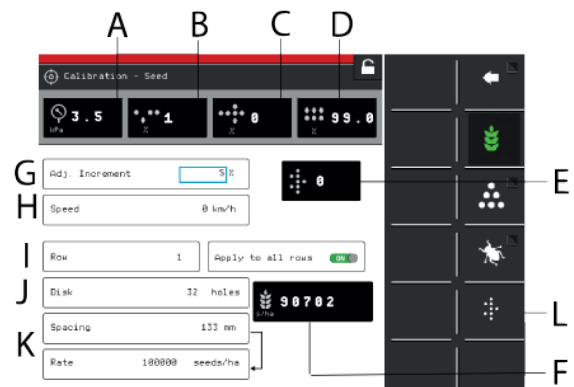 A B C D
Calibration - Seed
3.5 1 0 99.0
kPa % % %
G Adj. Increment 5 %
0 E
H Speed 0 km/h
I Row 1 Apply to all rows ON
J Disk 32 holes
90702
s/ha
K Spacing 133 mm
L
Rate 100000 seeds/ha
F